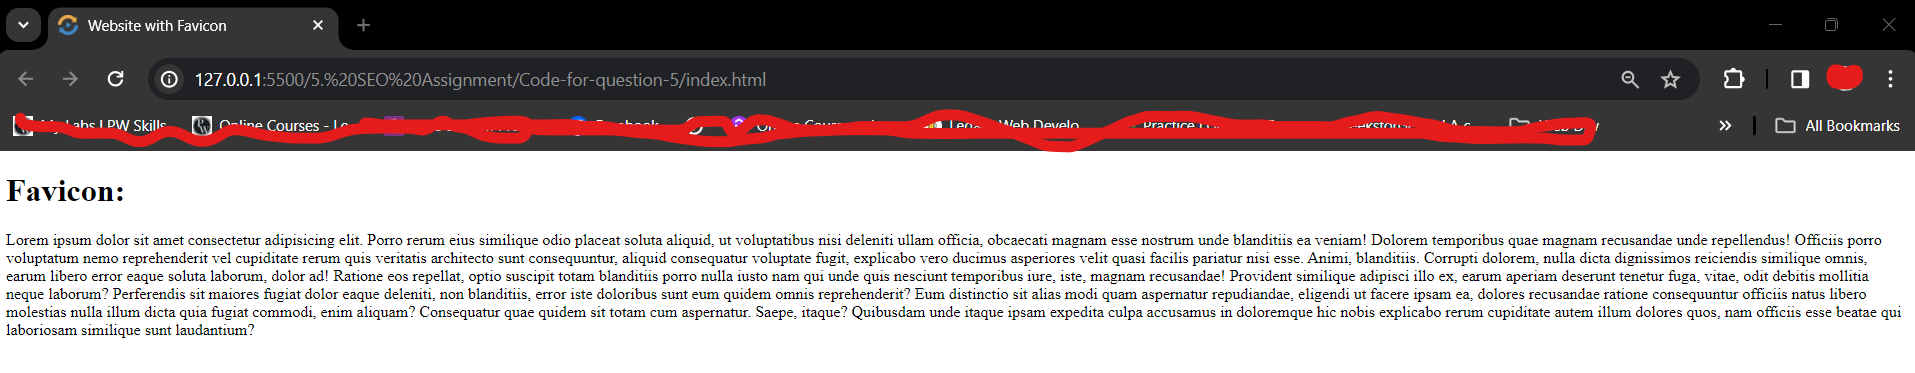 Website with Favicon
127.0.0.1:5500/5.%20SEO%20Assignment/Code-for-question-5/index.html
My Labs | PW Skills Online Courses - Le Facebook Web Develo Practice All Bookmarks
Favicon:
Lorem ipsum dolor sit amet consectetur adipisicing elit. Porro rerum eius similique odio placeat soluta aliquid, ut voluptatibus nisi deleniti ullam officia, obcaecati magnam esse nostrum unde blanditiis ea veniam! Dolorem temporibus quae magnam recusandae unde repellendus! Officiis porro
voluptatum nemo reprehenderit vel cupiditate rerum quis veritatis architecto sunt consequuntur, aliquid consequatur voluptate fugit, explicabo vero ducimus asperiores velit quasi facilis pariatur nisi esse. Animi, blanditiis. Corrupti dolorem, nulla dicta dignissimos reiciendis similique omnis,
earum libero error eaque soluta laborum, dolor ad! Ratione eos repellat, optio suscipit totam blanditiis porro nulla iusto nam qui unde quis nesciunt temporibus iure, iste, magnam recusandae! Provident similique adipisci illo ex, earum aperiam deserunt tenetur fuga, vitae, odit debitis mollitia
neque laborum? Perferendis sit maiores fugiat dolor eaque deleniti, non blanditiis, error iste doloribus sunt eum quidem omnis reprehenderit? Eum distinctio sit alias modi quam aspernatur repudiandae, eligendi ut facere ipsam ea, dolores recusandae ratione consequuntur officiis natus libero
molestias nulla illum dicta quia fugiat commodi, enim aliquam? Consequatur quae quidem sit totam cum aspernatur. Saepe, itaque? Quibusdam unde itaque ipsam expedita culpa accusamus in doloremque hic nobis explicabo rerum cupiditate autem illum dolores quos, nam officiis esse beatae qui
laboriosam similique sunt laudantium?